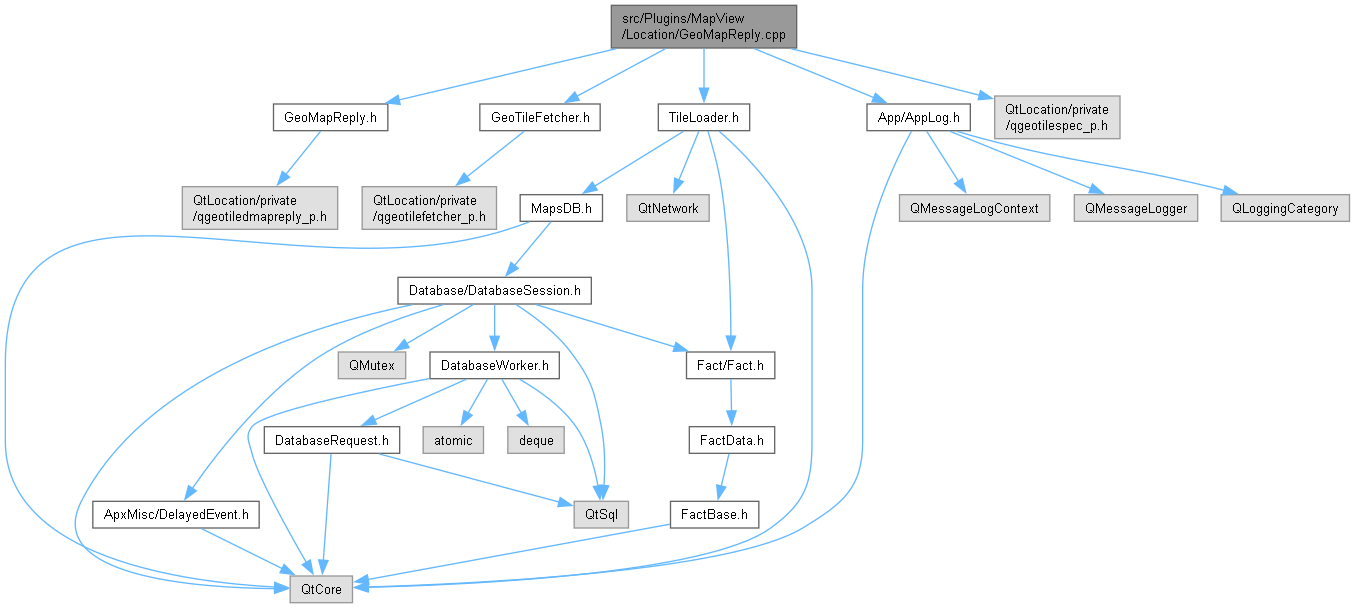 src/Plugins/MapView
/Location/GeoMapReply.cpp
GeoMapReply.h
GeoTileFetcher.h
TileLoader.h
App/AppLog.h
QtLocation/private
/qgeotilespec_p.h
QtLocation/private
/qgeotiledmapreply_p.h
QtLocation/private
/qgeotilefetcher_p.h
MapsDB.h
QtNetwork
QMessageLogContext
QMessageLogger
QLoggingCategory
Database/DatabaseSession.h
QMutex
DatabaseWorker.h
Fact/Fact.h
DatabaseRequest.h
atomic
deque
FactData.h
ApxMisc/DelayedEvent.h
QtSql
FactBase.h
QtCore